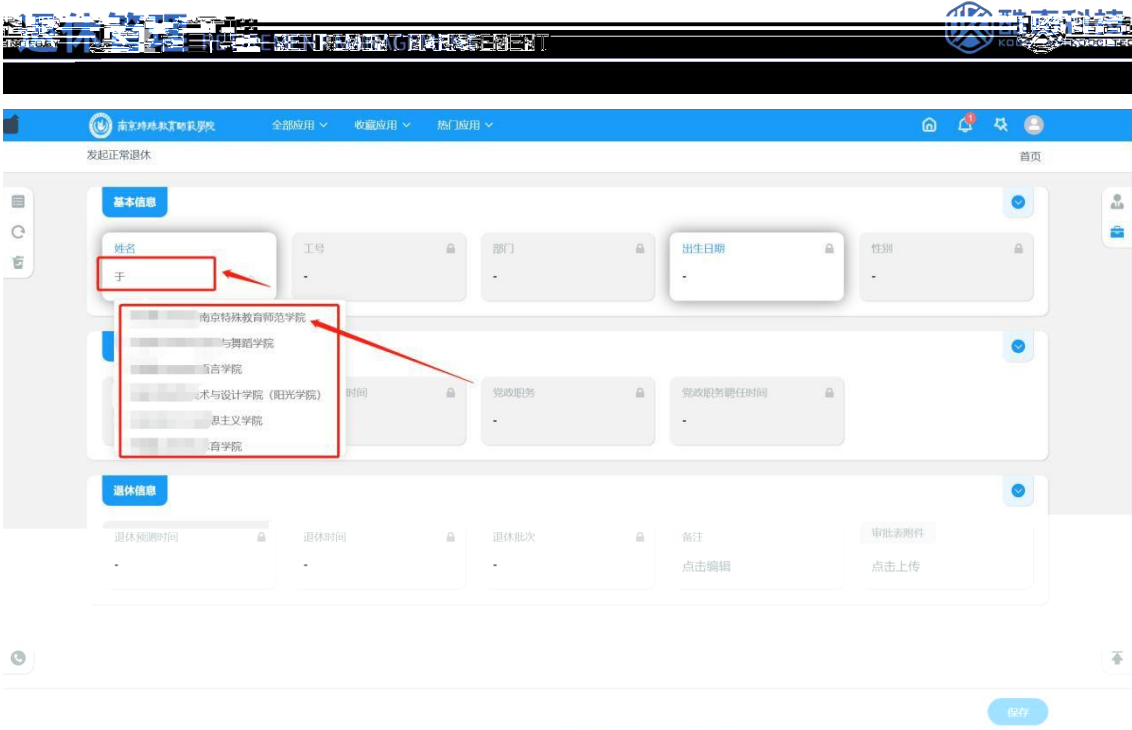 南京特殊教育师范学院 全部应用 收藏应用 热门应用 1
发起正常退休 首页
基本信息
姓名 工号 部门 出生日期 性别
于 - - - -
南京特殊教育师范学院
与舞蹈学院
语言学院
术与设计学院（阳光学院）
思主义学院
育学院
时间 党政职务 党政职务聘任时间
- -
退休信息
退休预测时间 退休时间 退休批次 备注 审批表附件
- - - 点击编辑 点击上传
保存